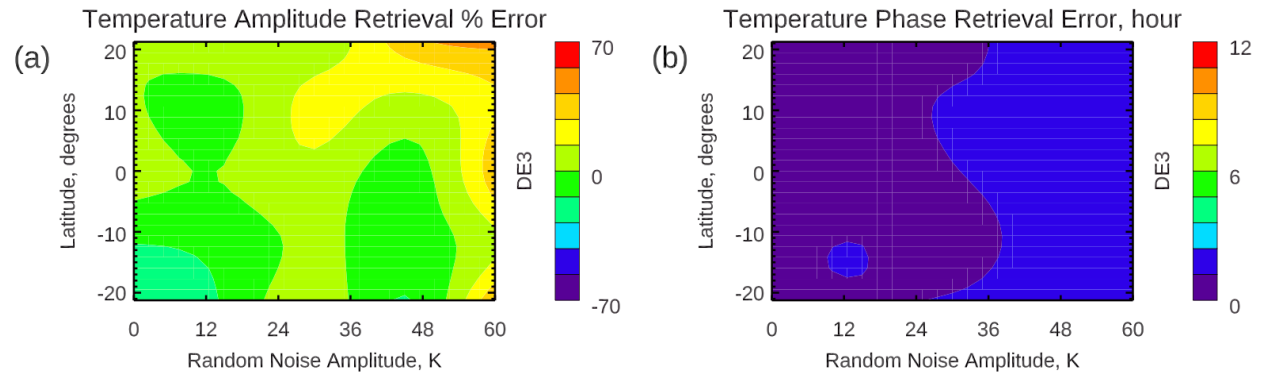 Temperature Amplitude Retrieval % Error
(a)
20
10
0
-10
-20
Latitude, degrees
0 12 24 36 48 60
Random Noise Amplitude, K
70
0
-70
DE3
Temperature Phase Retrieval Error, hour
(b)
20
10
0
-10
-20
Latitude, degrees
0 12 24 36 48 60
Random Noise Amplitude, K
12
6
0
DE3